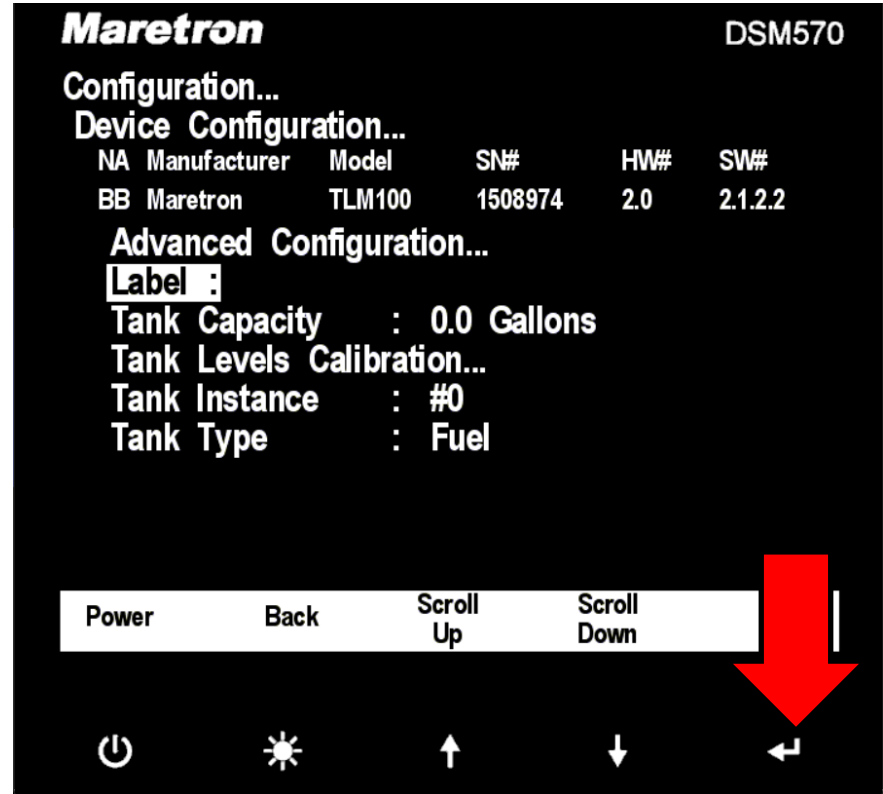 Maretron DSM570
Configuration...
Device Configuration...
NA Manufacturer Model SN# HW# SW#
BB Maretron TLM100 1508974 2.0 2.1.2.2
Advanced Configuration...
Label :
Tank Capacity : 0.0 Gallons
Tank Levels Calibration...
Tank Instance : #0
Tank Type : Fuel
Power Back Scroll Up Scroll Down